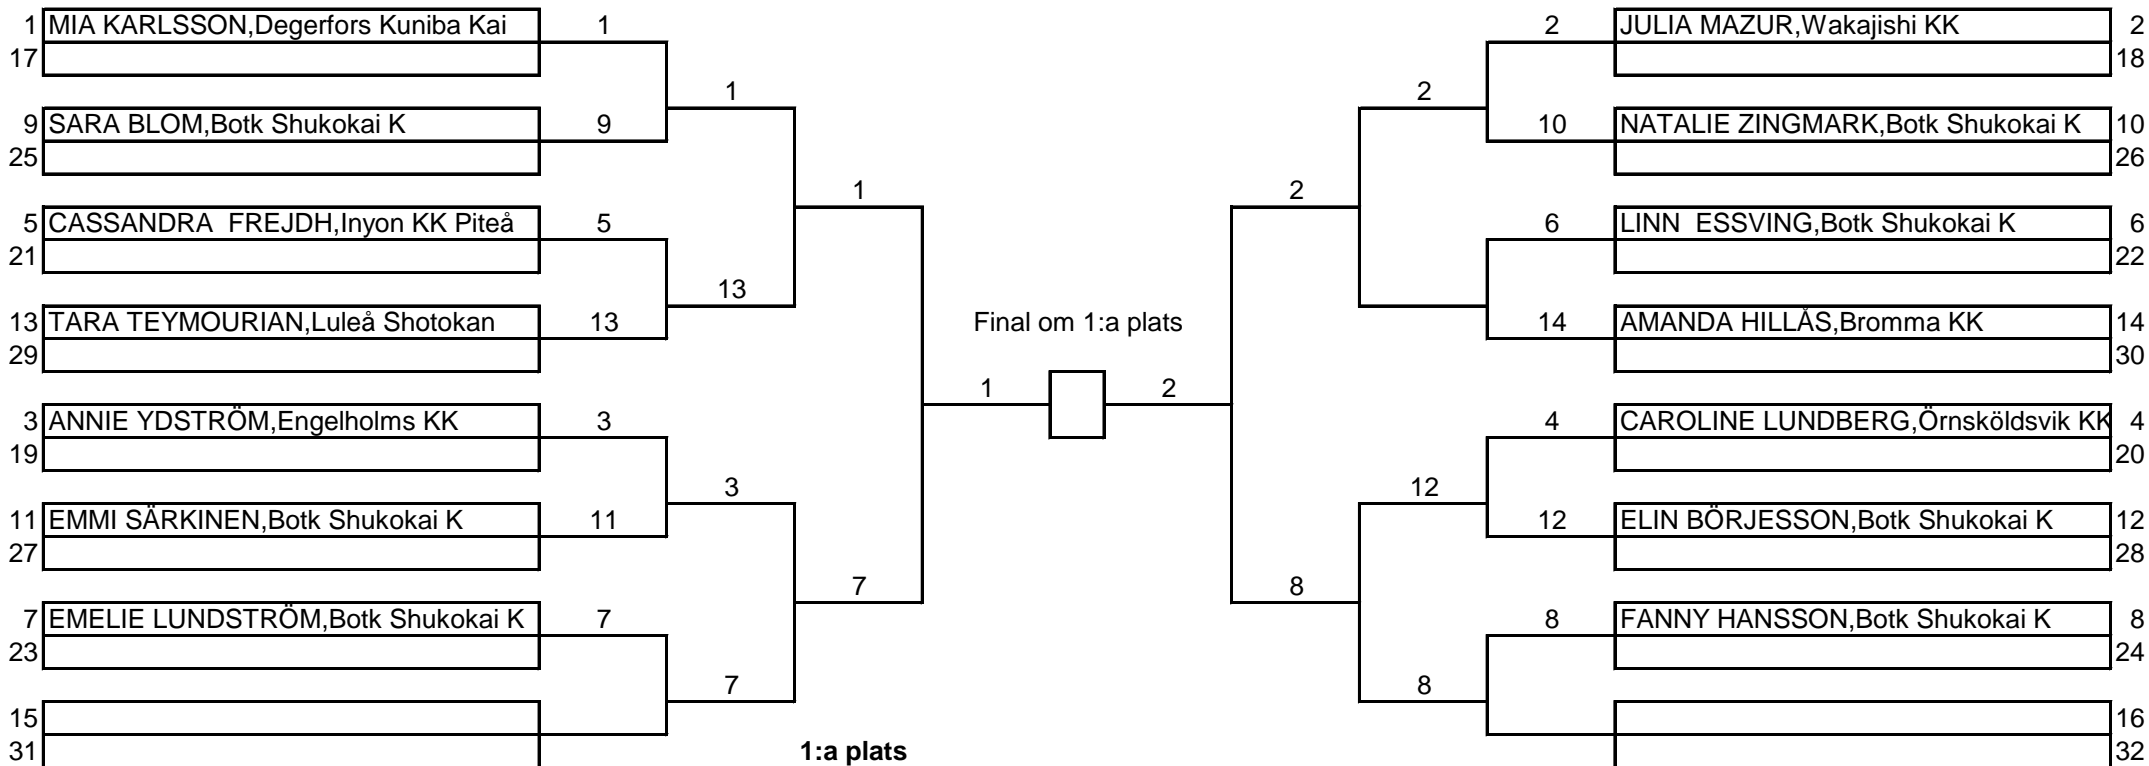 1 MIA KARLSSON,Degerfors Kuniba Kai 1 2 JULIA MAZUR,Wakajishi KK 2
17 18
1 2
9 SARA BLOM,Botk Shukokai K 9 10 NATALIE ZINGMARK,Botk Shukokai K 10
25 26
1 2
5 CASSANDRA  FREJDH,Inyon KK Piteå 5 6 LINN  ESSVING,Botk Shukokai K 6
21 22
13
13 TARA TEYMOURIAN,Luleå Shotokan 13 Final om 1:a plats 14 AMANDA HILLÅS,Bromma KK 14
29 30
1 2
3 ANNIE YDSTRÖM,Engelholms KK 3 4 CAROLINE LUNDBERG,Örnsköldsvik KK 4
19 20
3 12
11 EMMI SÄRKINEN,Botk Shukokai K 11 12 ELIN BÖRJESSON,Botk Shukokai K 12
27 28
7 8
7 EMELIE LUNDSTRÖM,Botk Shukokai K 7 8 FANNY HANSSON,Botk Shukokai K 8
23 24
7 8
15 16
31 1:a plats 32